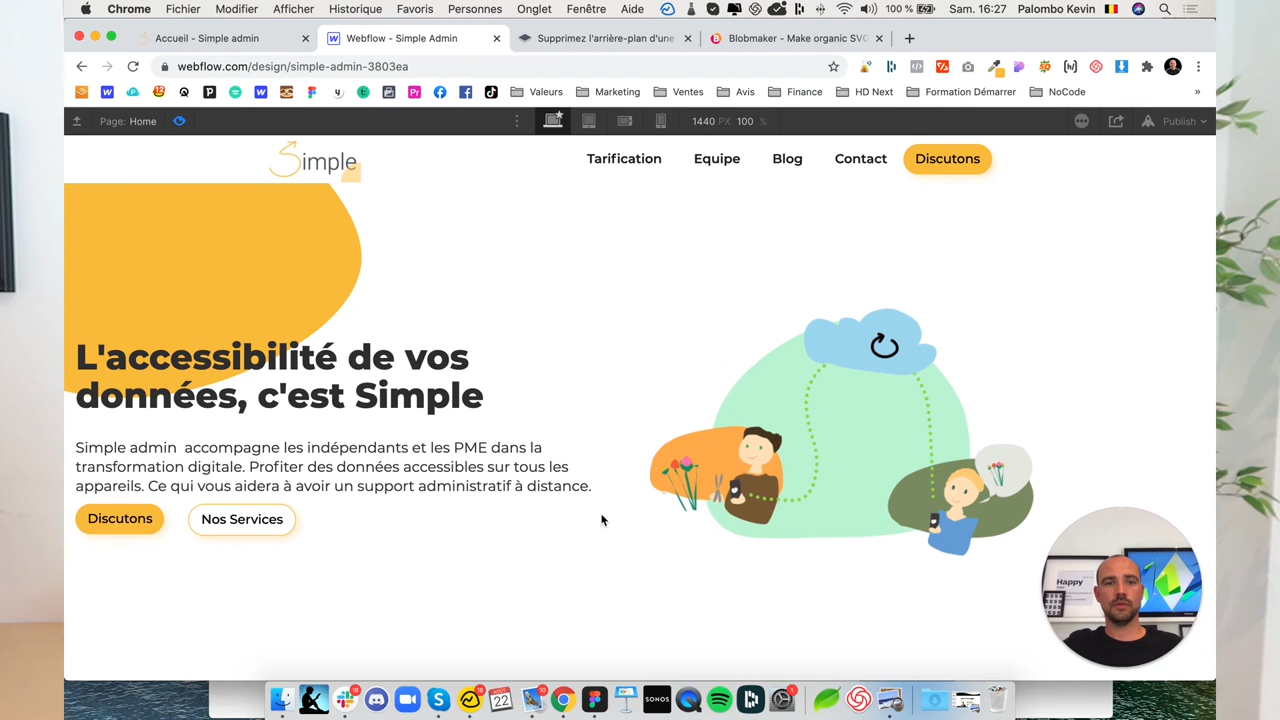 Chrome Fichier Modifier Afficher Historique Favoris Personnes Onglet Fenêtre Aide 100 % Sam. 16:27 Palombo Kevin
Accueil - Simple admin
Webflow - Simple Admin
Supprimez l'arrière-plan d'une
Blobmaker - Make organic SVG
webflow.com/design/simple-admin-3803ea
Valeurs Marketing Ventes Avis Finance HD Next Formation Démarrer NoCode »
Page: Home 1440 PX 100 % Publish
Simple
Tarification Equipe Blog Contact Discutons
L'accessibilité de vos
données, c'est Simple
Simple admin accompagne les indépendants et les PME dans la
transformation digitale. Profiter des données accessibles sur tous les
appareils. Ce qui vous aidera à avoir un support administratif à distance.
Discutons Nos Services
Happy
SONOS
22